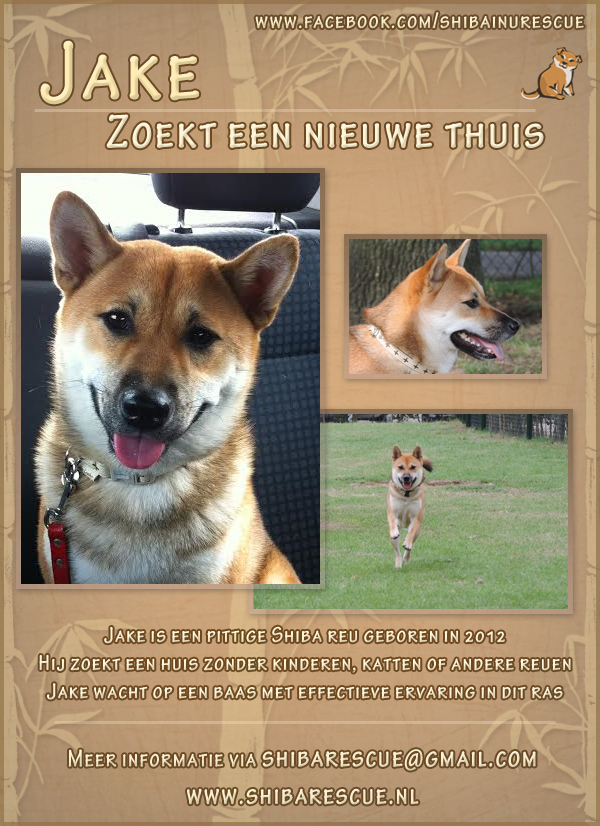 www.facebook.com/shibainurescue
Jake
Zoekt een nieuwe thuis
Jake is een pittige Shiba reu geboren in 2012
Hij zoekt een huis zonder kinderen, katten of andere reuen
Jake wacht op een baas met effectieve ervaring in dit ras
Meer informatie via shibarescue@gmail.com
www.shibarescue.nl